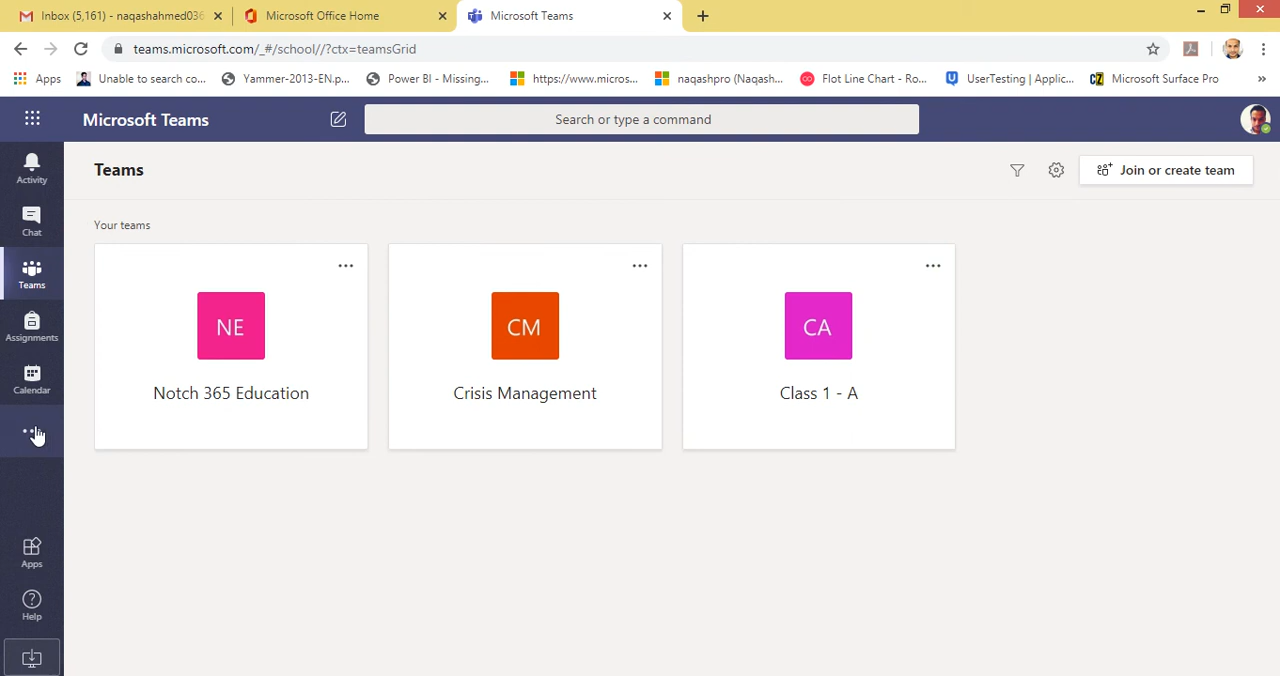 Inbox (5,161) - naqashahmed036
Microsoft Office Home
Microsoft Teams
teams.microsoft.com/_#/school//?ctx=teamsGrid
Apps
Unable to search co...
Yammer-2013-EN.p...
Power BI - Missing...
https://www.micros...
naqashpro (Naqash...
Flot Line Chart - Ro...
UserTesting | Applic...
Microsoft Surface Pro
»
Microsoft Teams
Search or type a command
Activity
Chat
Teams
Assignments
Calendar
Apps
Help
Teams
Join or create team
Your teams
NE
Notch 365 Education
CM
Crisis Management
CA
Class 1 - A